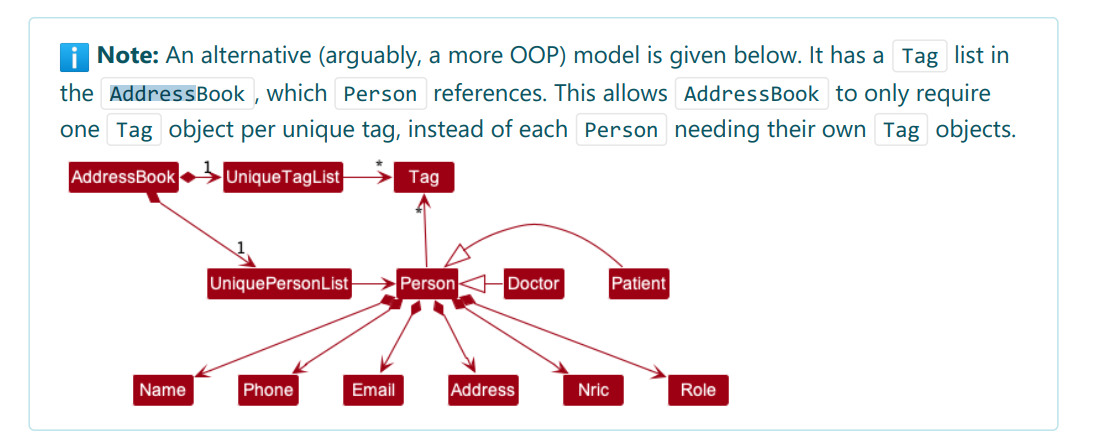 Note: An alternative (arguably, a more OOP) model is given below. It has a Tag list in
the AddressBook , which Person references. This allows AddressBook to only require
one Tag object per unique tag, instead of each Person needing their own Tag objects.
AddressBook 1 UniqueTagList * Tag
*
1
UniquePersonList Person Doctor Patient
Name Phone Email Address Nric Role